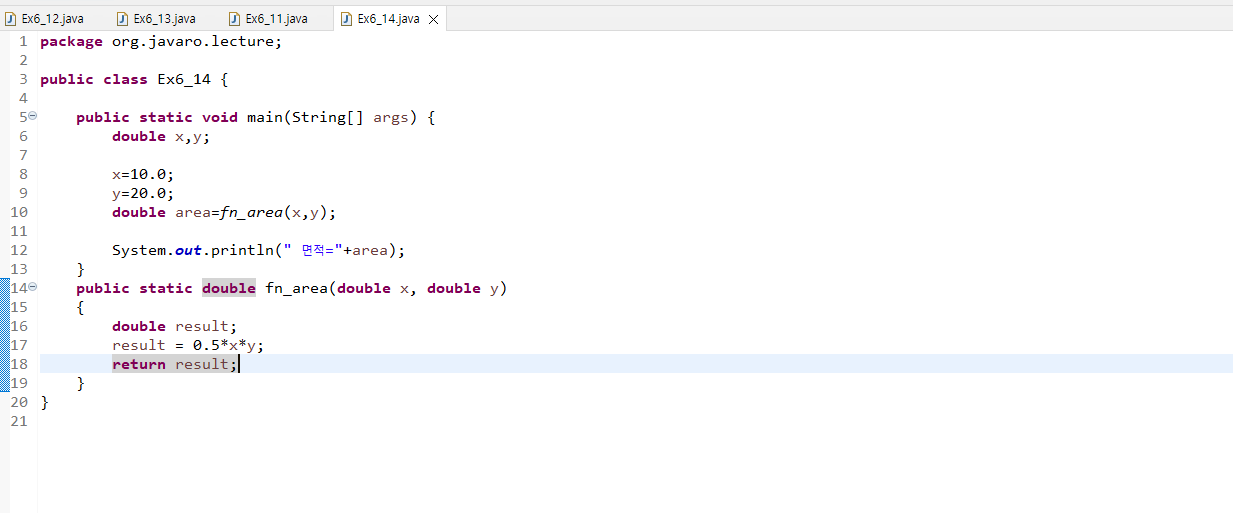 Ex6_12.java Ex6_13.java Ex6_11.java Ex6_14.java
1 package org.javaro.lecture;
2
3 public class Ex6_14 {
4
5 public static void main(String[] args) {
6 double x,y;
7
8 x=10.0;
9 y=20.0;
10 double area=fn_area(x,y);
11
12 System.out.println(" 면적="+area);
13 }
14 public static double fn_area(double x, double y)
15 {
16 double result;
17 result = 0.5*x*y;
18 return result;
19 }
20 }
21